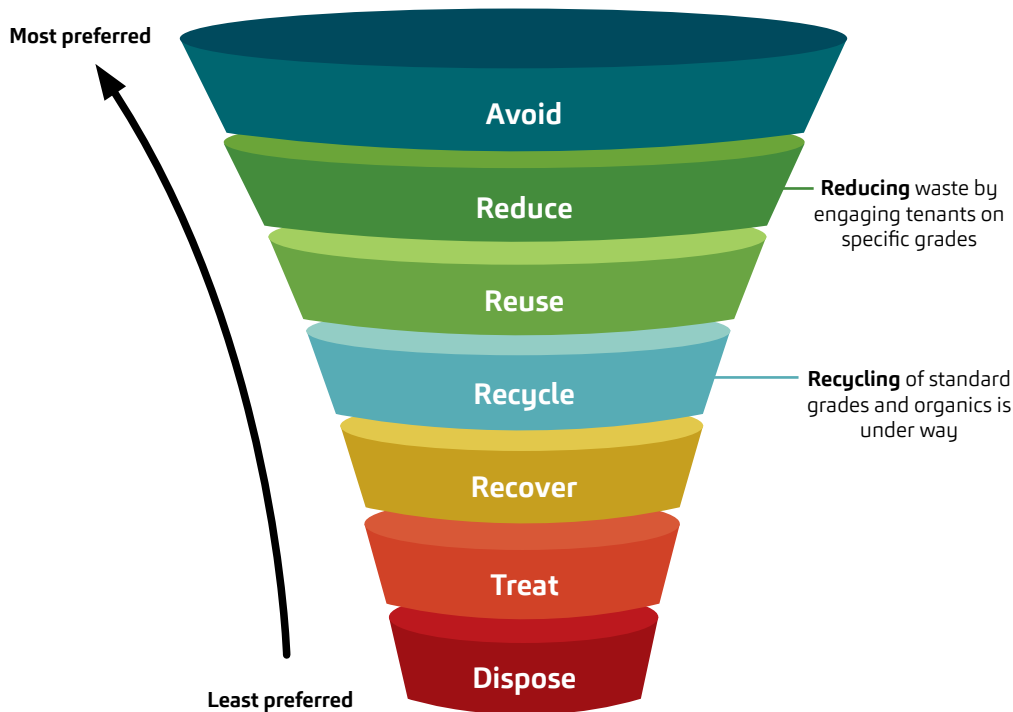 Most preferred
Avoid
Reduce
Reducing waste by
engaging tenants on
specific grades
Reuse
Recycle
Recycling of standard
grades and organics is
under way
Recover
Treat
Dispose
Least preferred